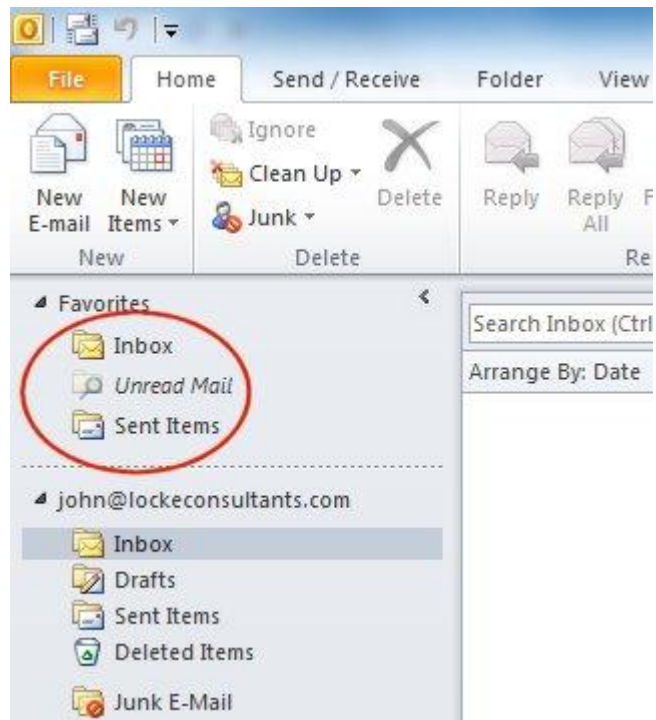 File Home Send / Receive Folder View
Ignore
Clean Up
Junk
New E-mail
New Items
Delete
Reply
Reply All
New Delete Re
Favorites
Inbox
Unread Mail
Sent Items
Search Inbox (Ctrl
Arrange By: Date
john@lockeconsultants.com
Inbox
Drafts
Sent Items
Deleted Items
Junk E-Mail